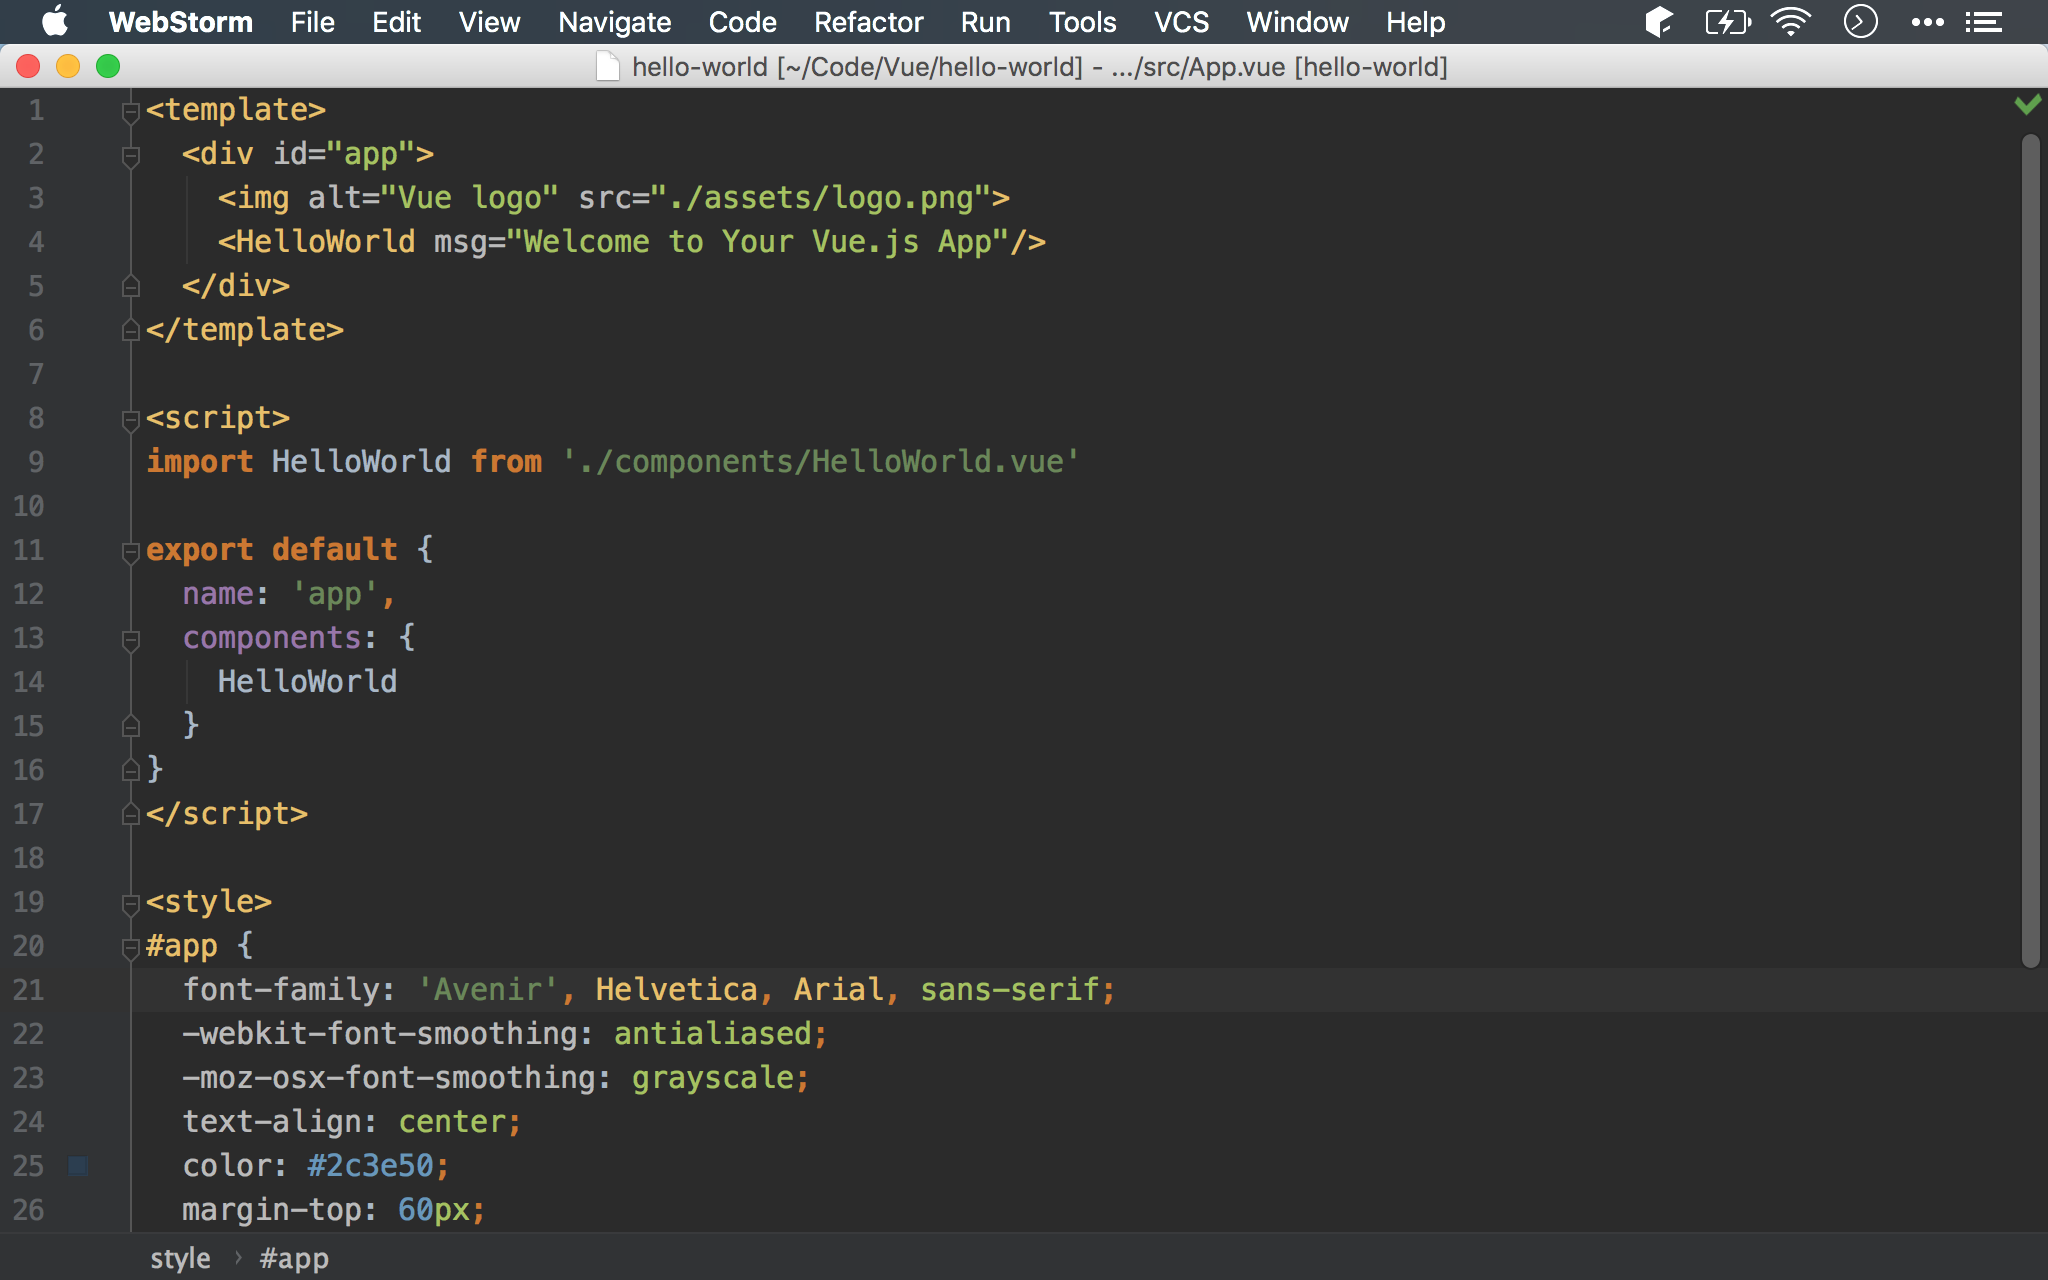 WebStorm File Edit View Navigate Code Refactor Run Tools VCS Window Help
hello-world [~/Code/Vue/hello-world] - .../src/App.vue [hello-world]
1 <template>
2   <div id="app">
3     <img alt="Vue logo" src="./assets/logo.png">
4     <HelloWorld msg="Welcome to Your Vue.js App"/>
5   </div>
6 </template>
7
8 <script>
9 import HelloWorld from './components/HelloWorld.vue'
10
11 export default {
12   name: 'app',
13   components: {
14     HelloWorld
15   }
16 }
17 </script>
18
19 <style>
20 #app {
21   font-family: 'Avenir', Helvetica, Arial, sans-serif;
22   -webkit-font-smoothing: antialiased;
23   -moz-osx-font-smoothing: grayscale;
24   text-align: center;
25   color: #2c3e50;
26   margin-top: 60px;
style › #app